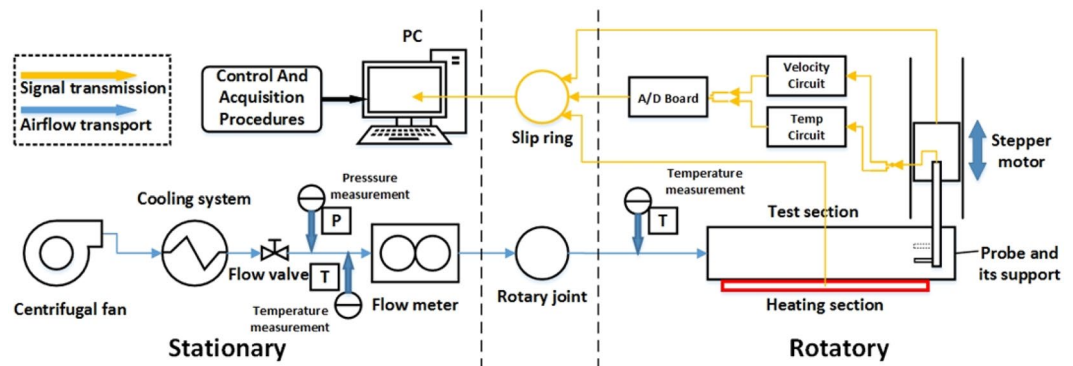 Signal transmission
Airflow transport
PC
Control And
Acquisition
Procedures
Slip ring
A/D Board
Velocity
Circuit
Temp
Circuit
Stepper
motor
Cooling system
Presssure
measurement
P
Temperature
measurement
T
Test section
Centrifugal fan
Flow valve
T
Temperature
measurement
Flow meter
Rotary joint
Heating section
Probe and
its support
Stationary
Rotatory